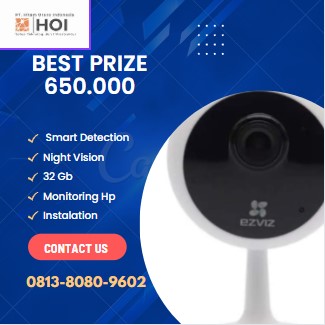 HOI
BEST PRIZE
650.000
Smart Detection
Night Vision
32 Gb
Monitoring Hp
Instalation
CONTACT US
0813-8080-9602
ezviz